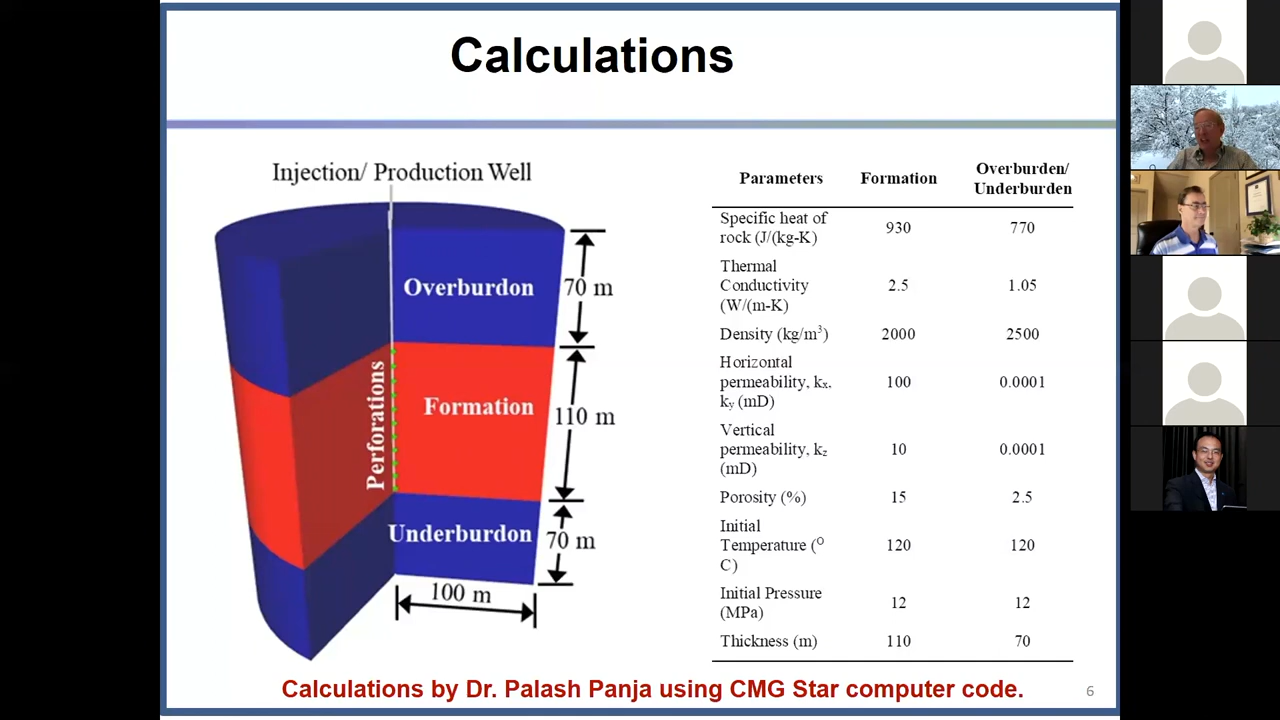 Calculations
Injection/ Production Well
Overburdon
70 m
Formation
110 m
Perforations
Underburdon
70 m
100 m
Parameters Formation Overburden/
Underburden
Specific heat of
rock (J/(kg-K) 930 770
Thermal
Conductivity
(W/(m-K) 2.5 1.05
Density (kg/m³) 2000 2500
Horizontal
permeability, kx,
ky (mD) 100 0.0001
Vertical
permeability, kz
(mD) 10 0.0001
Porosity (%) 15 2.5
Initial
Temperature (O
C) 120 120
Initial Pressure
(MPa) 12 12
Thickness (m) 110 70
Calculations by Dr. Palash Panja using CMG Star computer code.
6